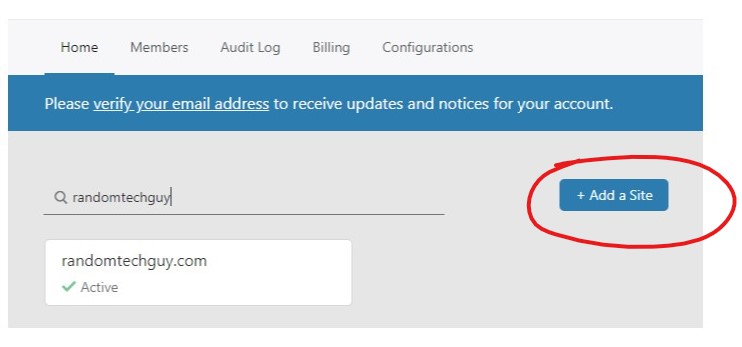 Home Members Audit Log Billing Configurations
Please verify your email address to receive updates and notices for your account.
randomtechguy
+ Add a Site
randomtechguy.com
Active